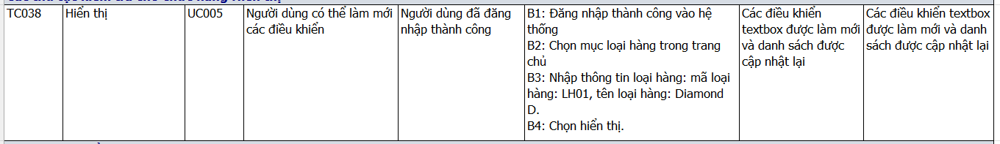 TC038
Hiển thị
UC005
Người dùng có thể làm mới
các điều khiển
Người dùng đã đăng
nhập thành công
B1: Đăng nhập thành công vào hệ
thống
B2: Chọn mục loại hàng trong trang
chủ
B3: Nhập thông tin loại hàng: mã loại
hàng: LH01, tên loại hàng: Diamond
D.
B4: Chọn hiển thị.
Các điều khiển
textbox được làm mới
và danh sách được
cập nhật lại
Các điều khiển textbox
được làm mới và danh
sách được cập nhật lại